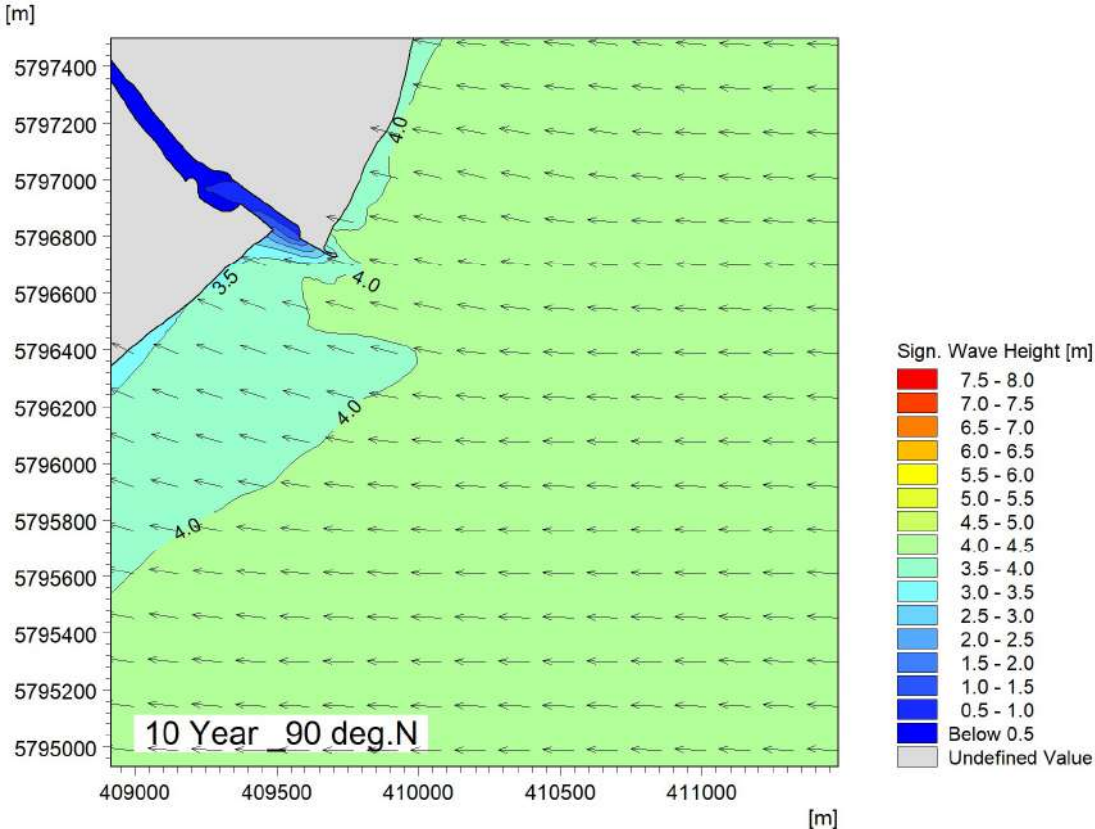 [m]
5797400
5797200
5797000
5796800
5796600
5796400
5796200
5796000
5795800
5795600
5795400
5795200
5795000
4.0
3.5
4.0
4.0
4.0
10 Year _90 deg.N
409000 409500 410000 410500 411000
[m]
Sign. Wave Height [m]
7.5 - 8.0
7.0 - 7.5
6.5 - 7.0
6.0 - 6.5
5.5 - 6.0
5.0 - 5.5
4.5 - 5.0
4.0 - 4.5
3.5 - 4.0
3.0 - 3.5
2.5 - 3.0
2.0 - 2.5
1.5 - 2.0
1.0 - 1.5
0.5 - 1.0
Below 0.5
Undefined Value